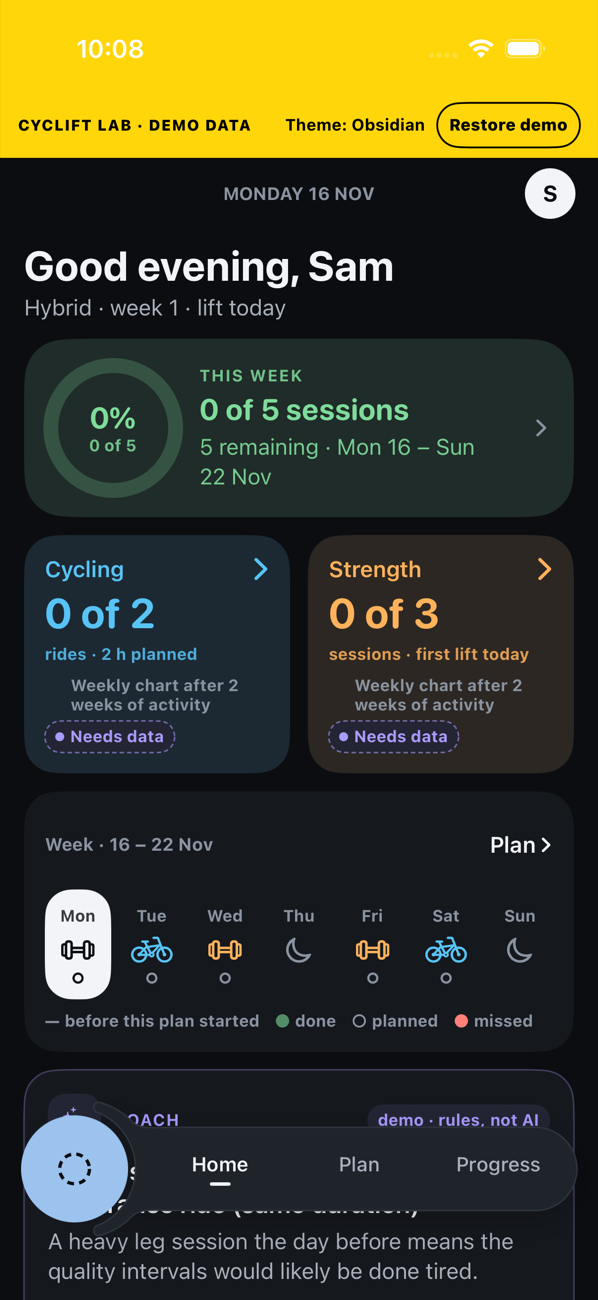 10:08
CYCLIFT LAB · DEMO DATA
Theme: Obsidian
Restore demo
MONDAY 16 NOV
S
Good evening, Sam
Hybrid · week 1 · lift today
0%
0 of 5
THIS WEEK
0 of 5 sessions
5 remaining · Mon 16 – Sun
22 Nov
Cycling
0 of 2
rides · 2 h planned
Weekly chart after 2
weeks of activity
Needs data
Strength
0 of 3
sessions · first lift today
Weekly chart after 2
weeks of activity
Needs data
Week · 16 – 22 Nov
Plan
Mon Tue Wed Thu Fri Sat Sun
— before this plan started
done
planned
missed
demo · rules, not AI
Home
Plan
Progress
ride (same duration)
A heavy leg session the day before means the
quality intervals would likely be done tired.